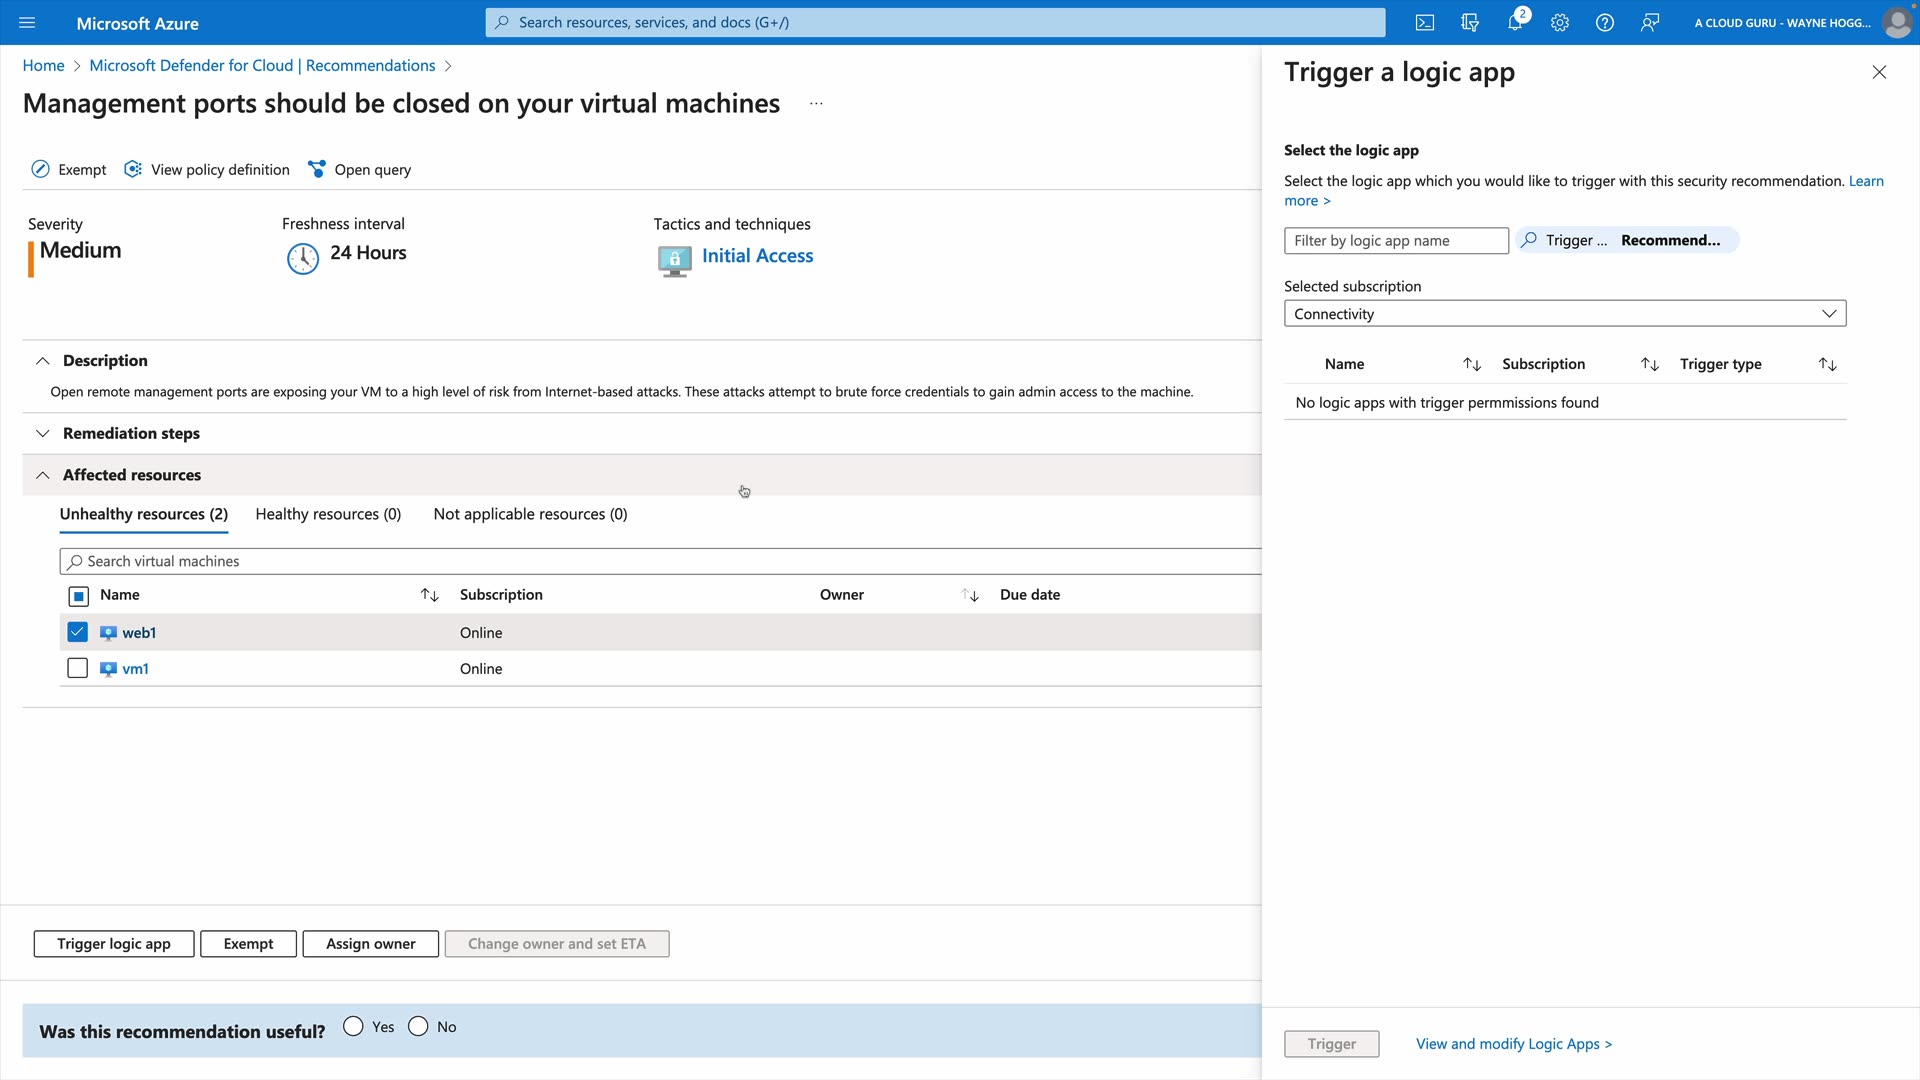 Microsoft Azure
Search resources, services, and docs (G+/)
2
A CLOUD GURU - WAYNE HOGG...
Home > Microsoft Defender for Cloud | Recommendations >
Management ports should be closed on your virtual machines ...
Exempt
View policy definition
Open query
Severity
Medium
Freshness interval
24 Hours
Tactics and techniques
Initial Access
Description
Open remote management ports are exposing your VM to a high level of risk from Internet-based attacks. These attacks attempt to brute force credentials to gain admin access to the machine.
Remediation steps
Affected resources
Unhealthy resources (2)
Healthy resources (0)
Not applicable resources (0)
Search virtual machines
Name
Subscription
Owner
Due date
web1
Online
vm1
Online
Trigger logic app
Exempt
Assign owner
Change owner and set ETA
Was this recommendation useful?
Yes
No
Trigger a logic app
Select the logic app
Select the logic app which you would like to trigger with this security recommendation. Learn
more >
Filter by logic app name
Trigger ...
Recommend...
Selected subscription
Connectivity
Name
Subscription
Trigger type
No logic apps with trigger permmissions found
Trigger
View and modify Logic Apps >